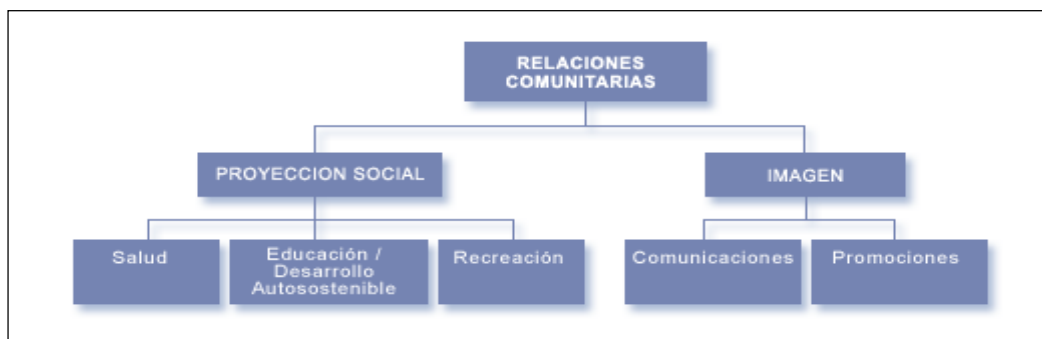 RELACIONES
COMUNITARIAS
PROYECCION SOCIAL
IMAGEN
Salud
Educación /
Desarrollo
Autosostenible
Recreación
Comunicaciones
Promociones